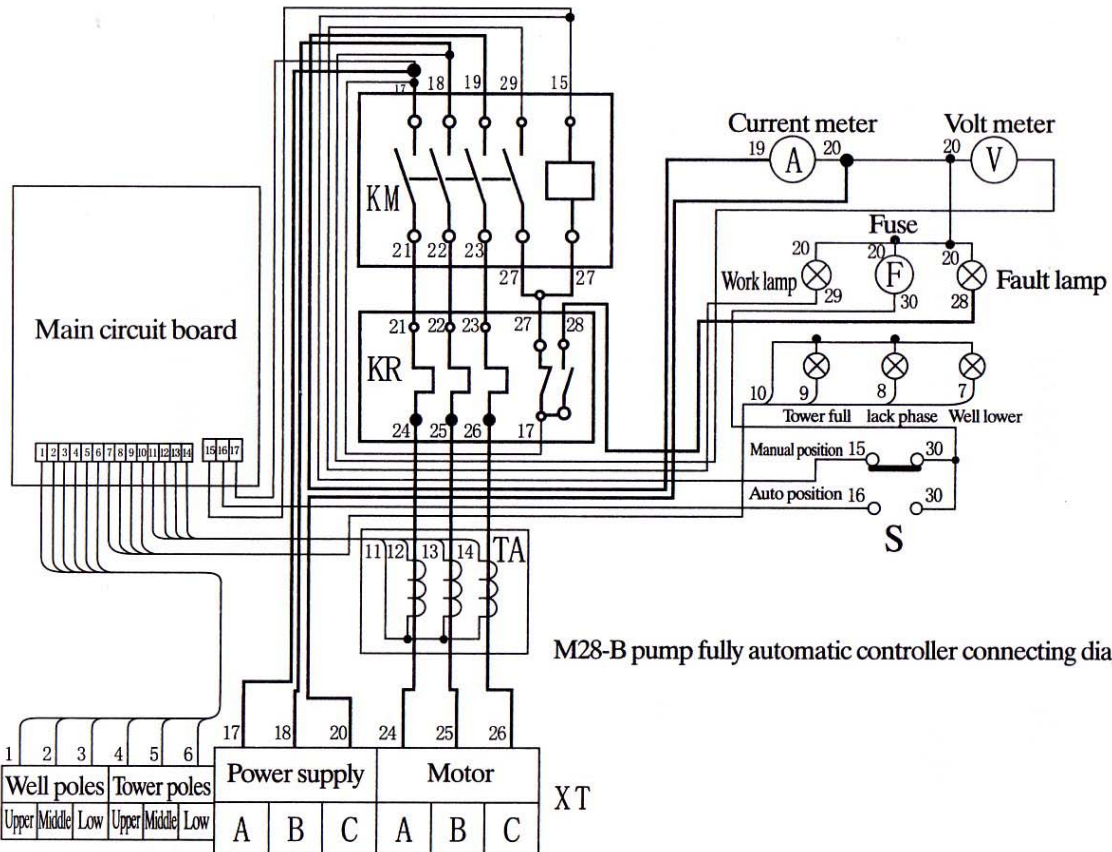 17 18 19 29 15
Current meter Volt meter
19 A 20 20 V
KM
Fuse
20 20 20
21 22 23
27 27
F
Work lamp 29 30 28 Fault lamp
Main circuit board
21 22 23 27 28
KR
10 9 8 7
Tower full lack phase Well lower
24 25 26 17
1 2 3 4 5 6 7 8 9 10 11 12 13 14 15 16 17
Manual position 15 30
Auto position 16 30
S
11 12 13 14 TA
M28-B pump fully automatic controller connecting dia
17 18 20 24 25 26
1 2 3 4 5 6
Well poles Tower poles Power supply Motor
XT
Upper Middle Low Upper Middle Low A B C A B C